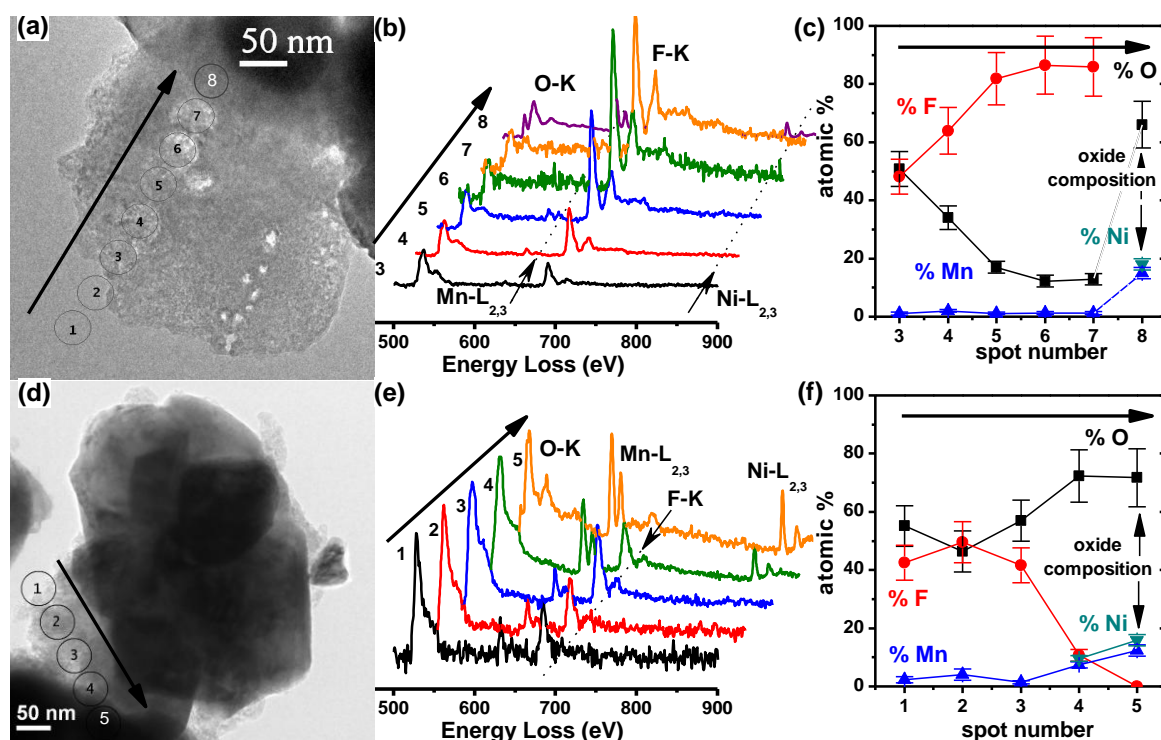 (a)
50 nm
8
7
6
5
4
3
2
1
(b)
O-K
F-K
8
7
6
5
4
3
Mn-L2,3
Ni-L2,3
500 600 700 800 900
Energy Loss (eV)
(c)
% O
% F
oxide
composition
% Ni
% Mn
atomic %
100
80
60
40
20
0
3 4 5 6 7 8
spot number
(d)
1
2
3
4
5
50 nm
(e)
O-K
Mn-L2,3
Ni-L2,3
F-K
5
4
3
2
1
500 600 700 800 900
Energy Loss (eV)
(f)
% O
oxide
composition
% F
% Ni
% Mn
atomic %
100
80
60
40
20
0
1 2 3 4 5
spot number